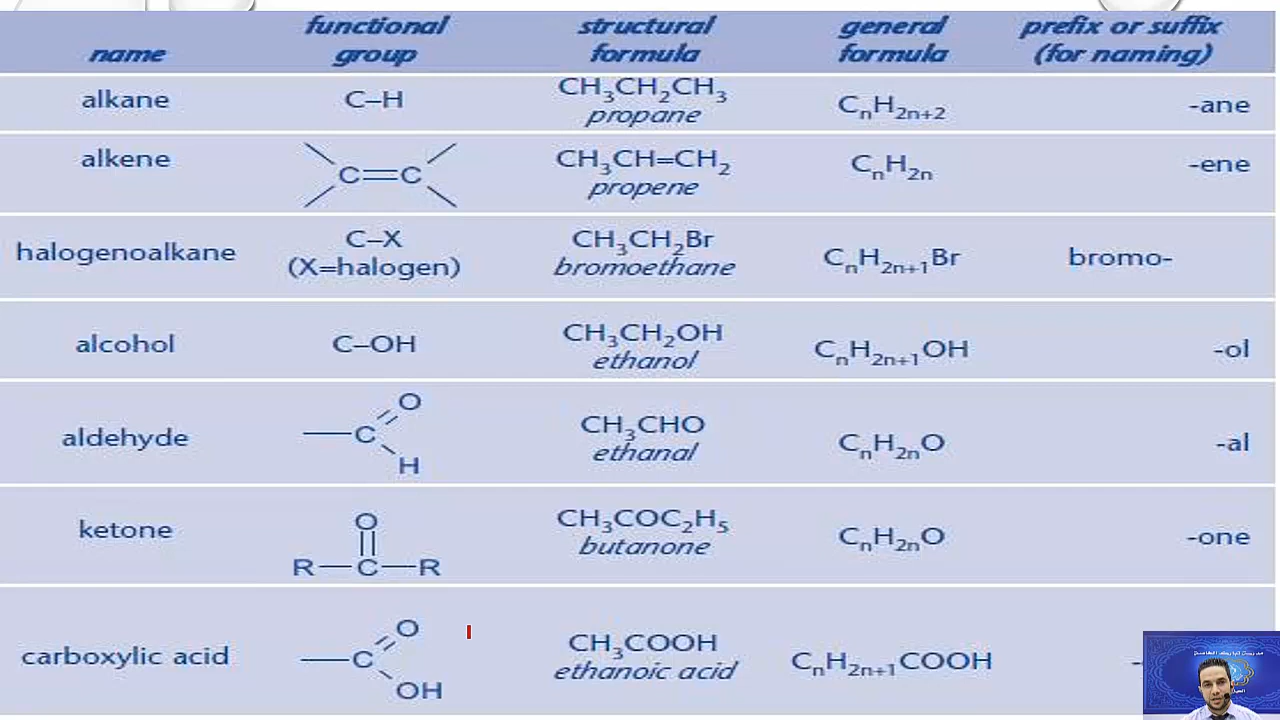 name
functional group
structural formula
general formula
prefix or suffix (for naming)
alkane
C–H
CH₃CH₂CH₃
propane
CₙH₂ₙ₊₂
-ane
alkene
C=C
CH₃CH=CH₂
propene
CₙH₂ₙ
-ene
halogenoalkane
C–X
(X=halogen)
CH₃CH₂Br
bromoethane
CₙH₂ₙ₊₁Br
bromo-
alcohol
C–OH
CH₃CH₂OH
ethanol
CₙH₂ₙ₊₁OH
-ol
aldehyde
O
C
H
CH₃CHO
ethanal
CₙH₂ₙO
-al
ketone
O
R–C–R
CH₃COC₂H₅
butanone
CₙH₂ₙO
-one
carboxylic acid
O
C
OH
CH₃COOH
ethanoic acid
CₙH₂ₙ₊₁COOH
-